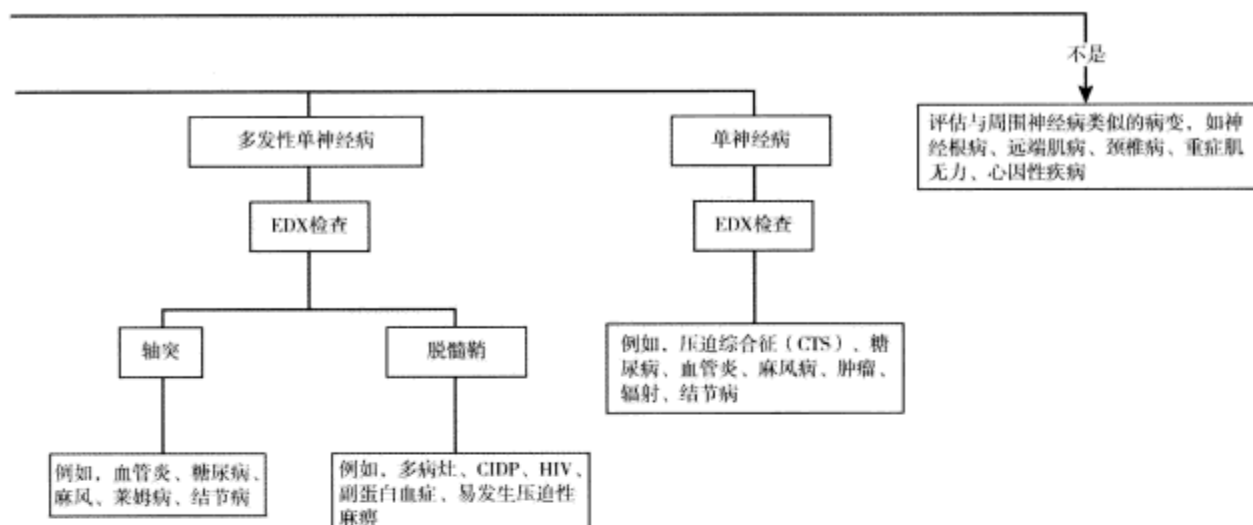 不是
评估与周围神经病类似的病变，如神
经根病、远端肌病、颈椎病、重症肌
无力、心因性疾病
多发性单神经病
单神经病
EDX检查
EDX检查
轴突
脱髓鞘
例如，压迫综合征（CTS）、糖
尿病、血管炎、麻风病、肿瘤、
辐射、结节病
例如，血管炎、糖尿病、
麻风、莱姆病、结节病
例如，多病灶、CIDP、HIV、
副蛋白血症、易发生压迫性
麻痹